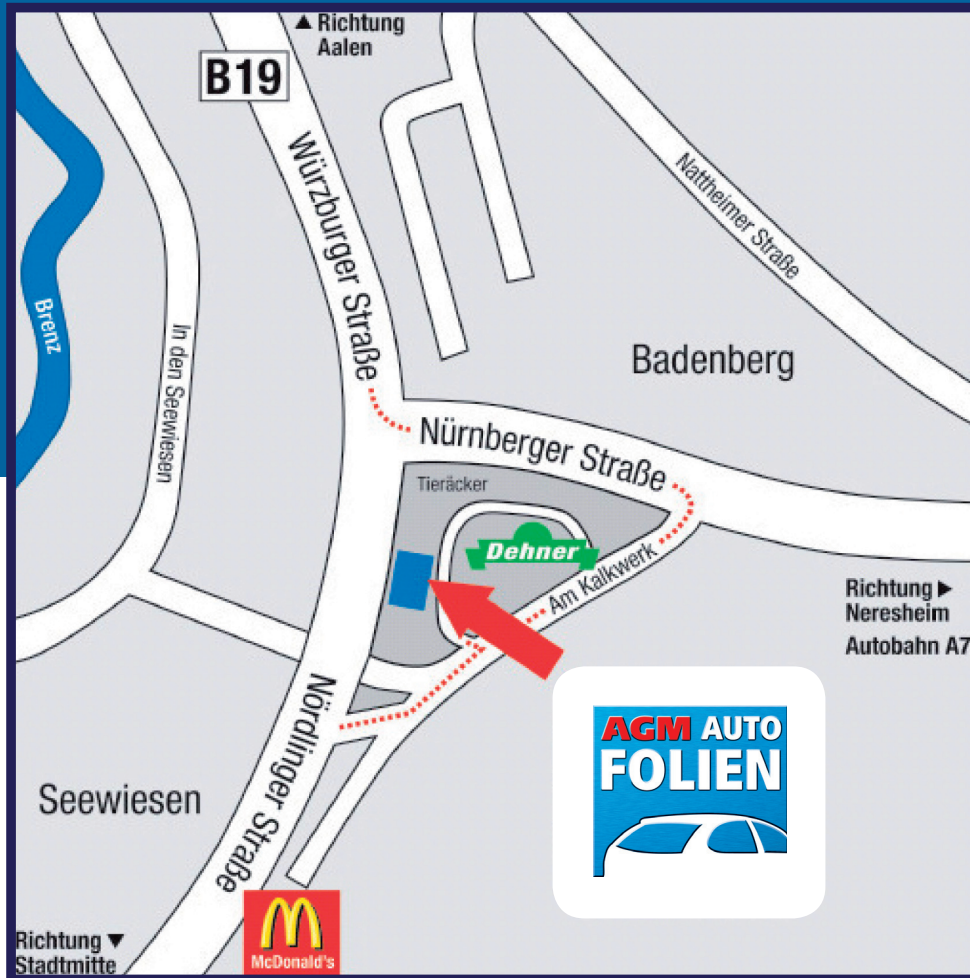 ▲ Richtung
Aalen
B19
Würzburger Straße
Nattheimer Straße
Brenz
In den Seewiesen
Badenberg
Nürnberger Straße
Tieräcker
Dehner
Am Kalkwerk
Richtung ▶
Neresheim
Autobahn A7
Nördlinger Straße
AGM AUTO
FOLIEN
Seewiesen
Richtung ▼
Stadtmitte
McDonald's